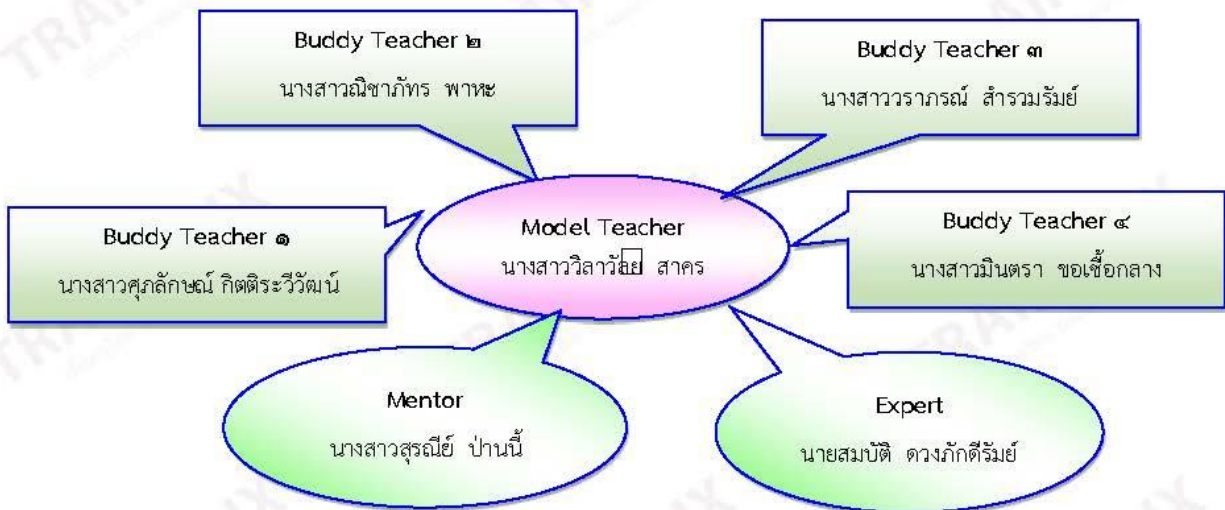 Buddy Teacher ๒
นางสาวณิชาภัทร พาหะ
Buddy Teacher ๓
นางสาววราภรณ์ สำรวมรัมย์
Buddy Teacher ๑
นางสาวศุภลักษณ์ กิตติระวีวัฒน์
Model Teacher
นางสาววิลาวัลย์ สาคร
Buddy Teacher ๔
นางสาวมินตรา ขอเชื้อกลาง
Mentor
นางสาวสุรณีย์ ป่านนี้
Expert
นายสมบัติ ดวงภักดีรัมย์